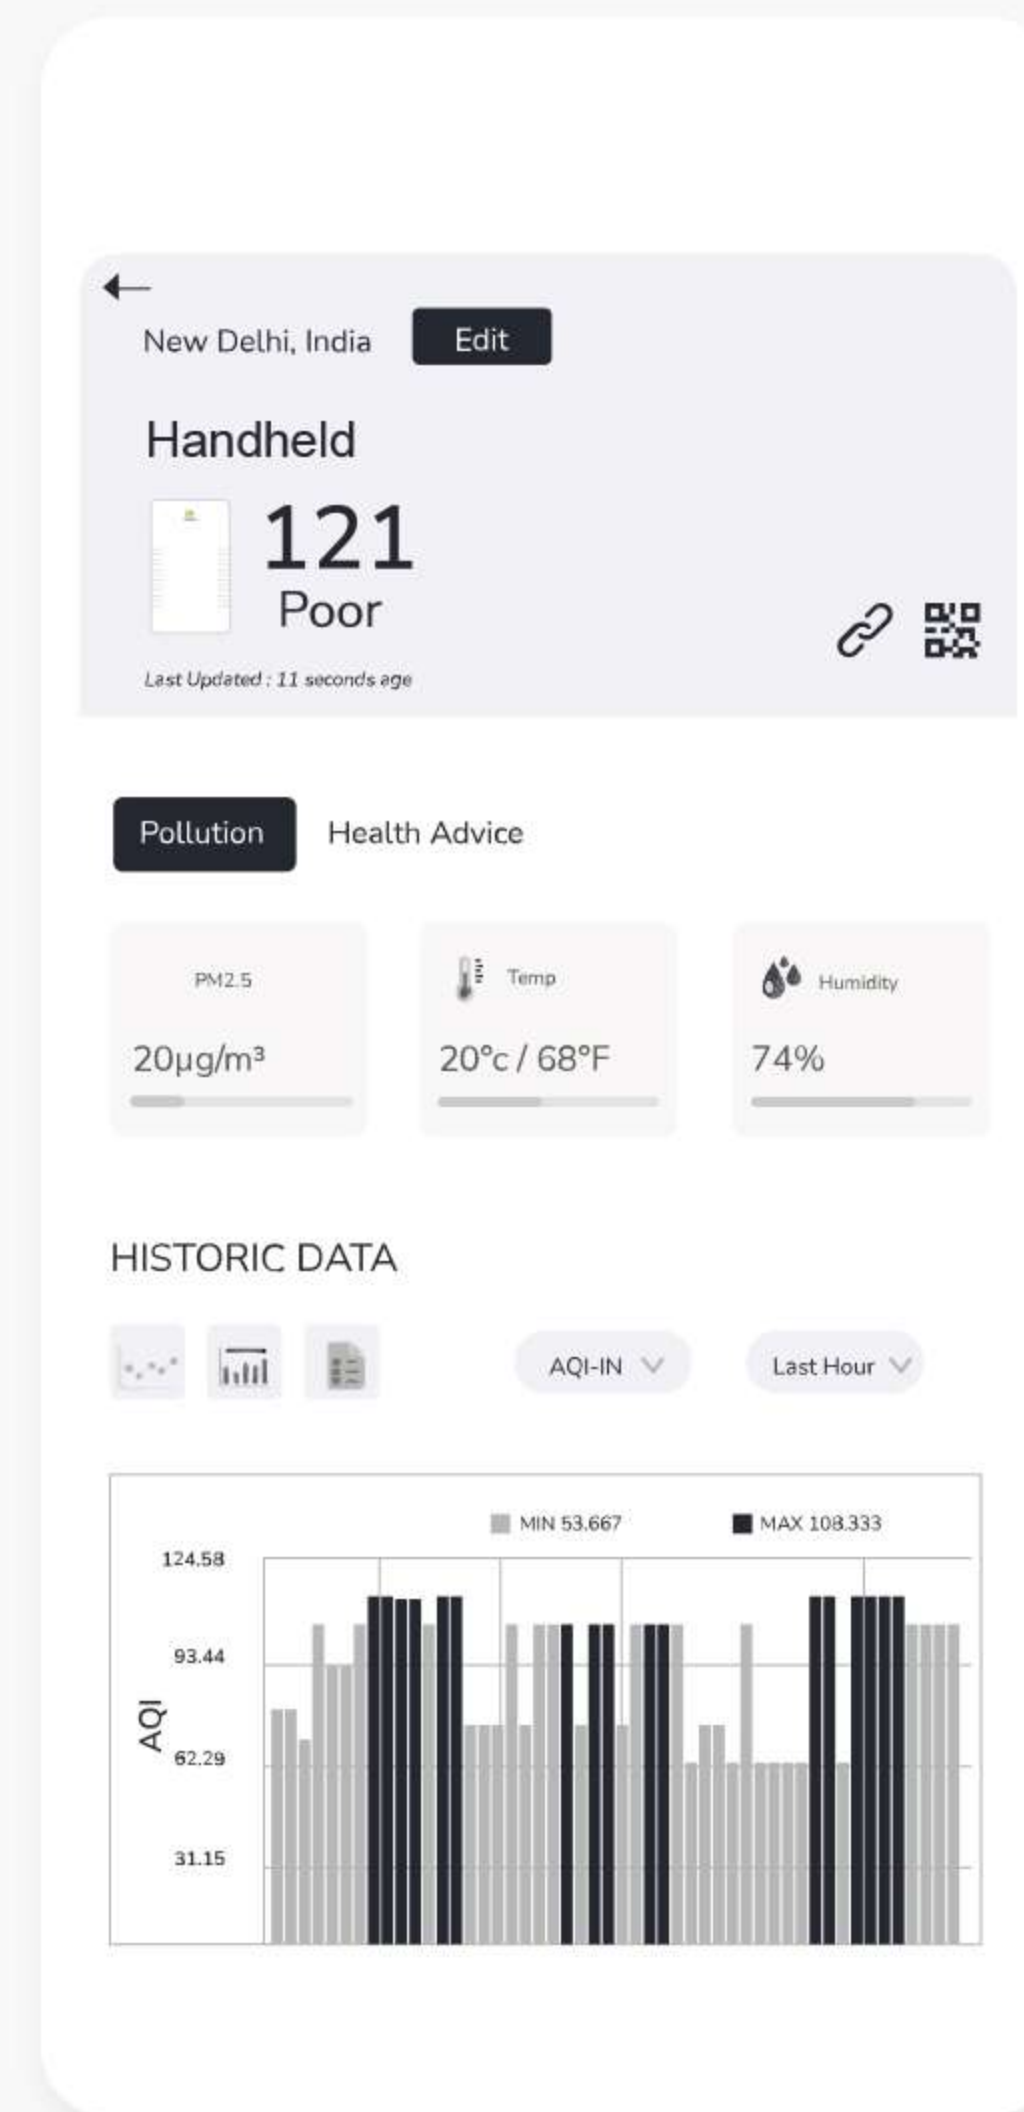 New Delhi, India
Edit
Handheld
121
Poor
Last Updated : 11 seconds age
Pollution
Health Advice
PM2.5
Temp
Humidity
20µg/m³
20°c / 68°F
74%
HISTORIC DATA
AQI-IN
Last Hour
MIN 53.667
MAX 108.333
124.58
93.44
AQI
62.29
31.15